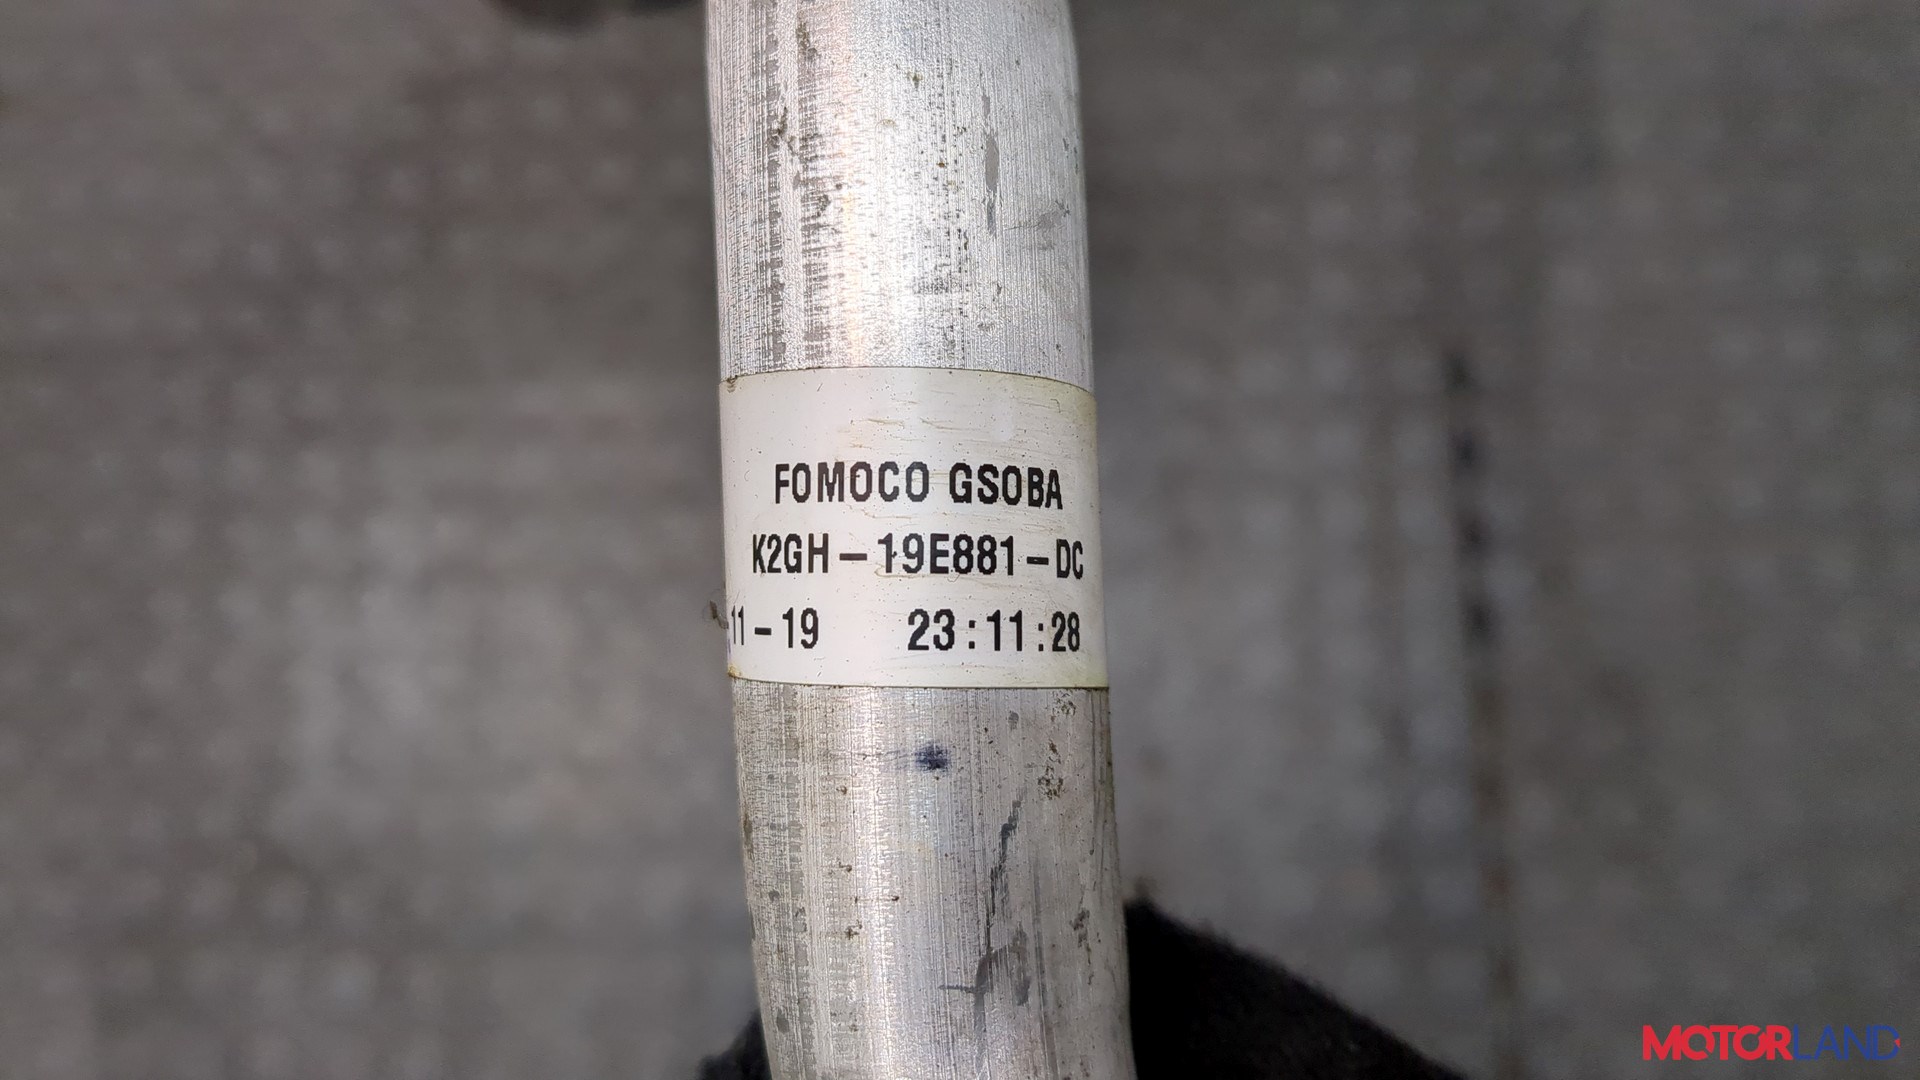 FOMOCO GSOBA
K2GH-19E881-DC
11-19 23:11:28
MOTORLAND